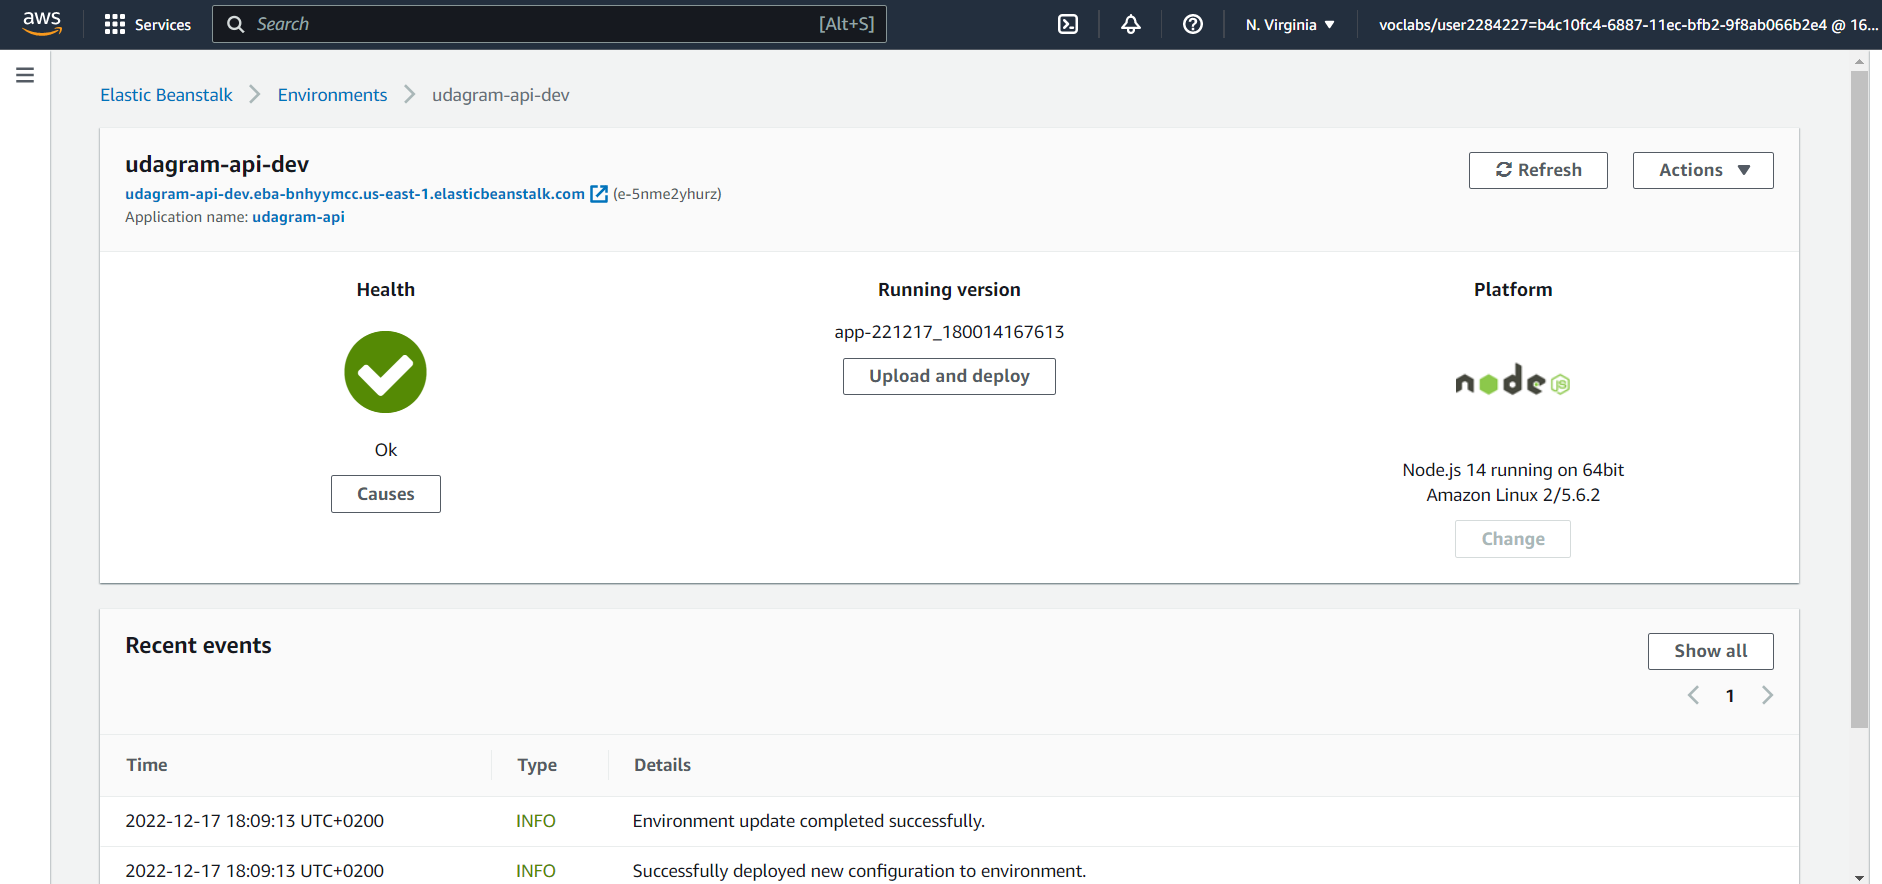 aws
Services
Search
[Alt+S]
N. Virginia
voclabs/user2284227=b4c10fc4-6887-11ec-bfb2-9f8ab066b2e4 @ 16...
Elastic Beanstalk
Environments
udagram-api-dev
udagram-api-dev
Refresh
Actions
udagram-api-dev.eba-bnhyymcc.us-east-1.elasticbeanstalk.com (e-5nme2yhurz)
Application name: udagram-api
Health
Ok
Causes
Running version
app-221217_180014167613
Upload and deploy
Platform
node JS
Node.js 14 running on 64bit
Amazon Linux 2/5.6.2
Change
Recent events
Show all
1
Time Type Details
2022-12-17 18:09:13 UTC+0200 INFO Environment update completed successfully.
2022-12-17 18:09:13 UTC+0200 INFO Successfully deployed new configuration to environment.